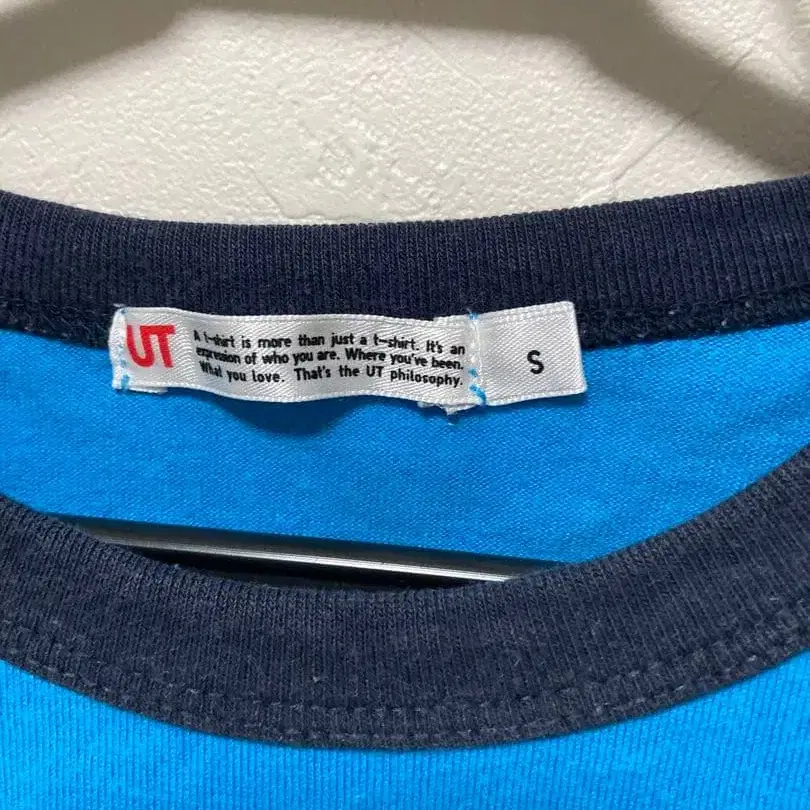 UT
A t-shirt is more than just a t-shirt. It's an
expression of who you are. Where you've been.
What you love. That's the UT philosophy.
S